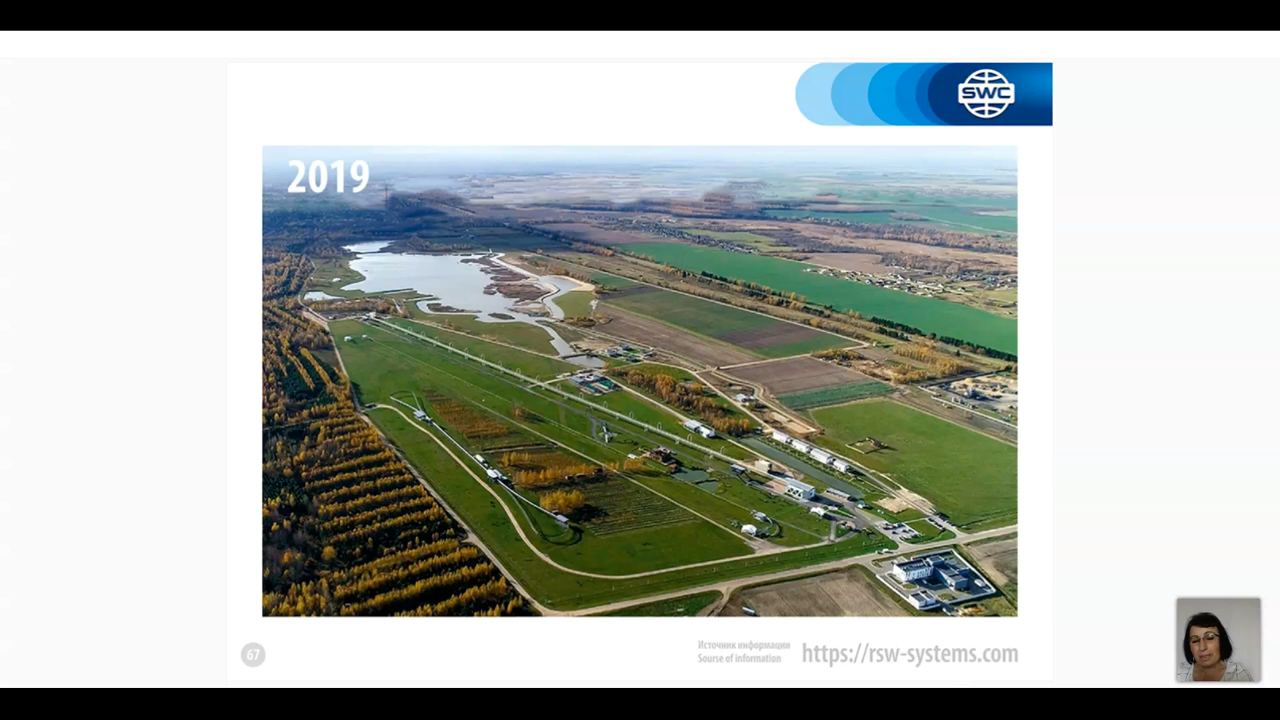 SWC
2019
67
Источник информации
Sourse of information
https://rsw-systems.com